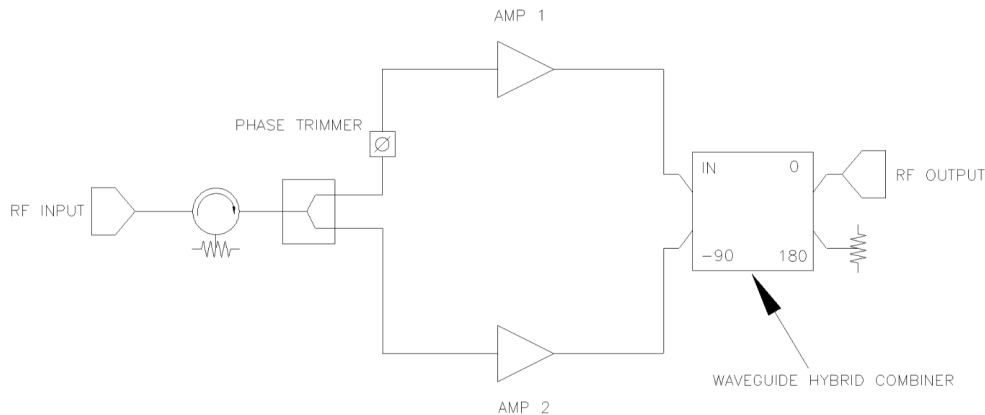 AMP 1
PHASE TRIMMER
IN 0
RF INPUT
RF OUTPUT
-90 180
WAVEGUIDE HYBRID COMBINER
AMP 2